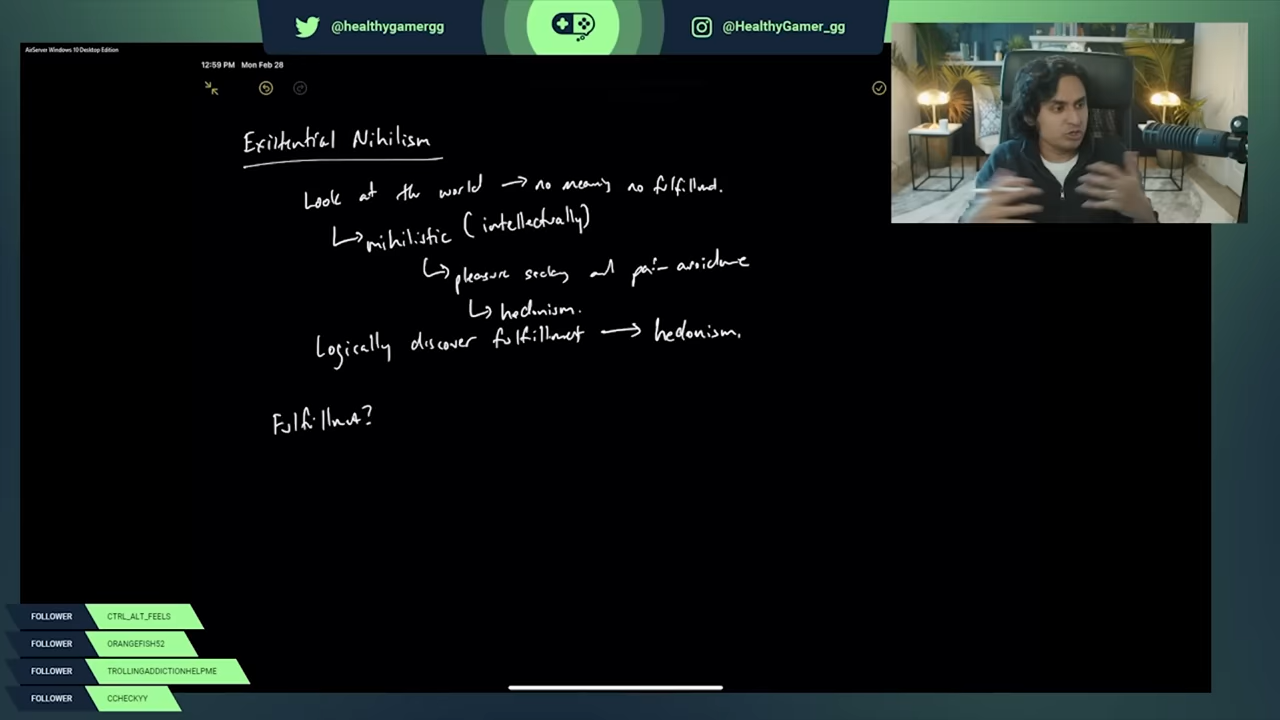 @healthygamergg
@HealthyGamer_gg
AirServer Windows 10 Desktop Edition
12:59 PM Mon Feb 28
Existential Nihilism
Look at the world → no meaning no fulfillmt.
↳ nihilistic (intellectually)
↳ pleasure seeking and pain avoidance
↳ hedonism.
Logically discover fulfillment → hedonism.
Fulfillment?
FOLLOWER CTRL_ALT_FEELS
FOLLOWER ORANGEFISH52
FOLLOWER TROLLINGADDICTIONHELPME
FOLLOWER CCHECKYY